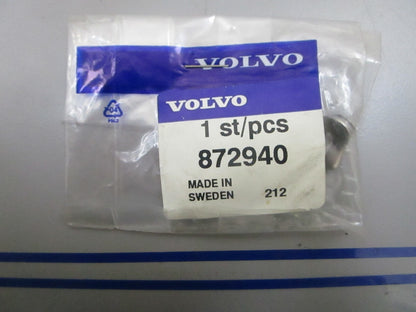 VOLVO
VOLVO
1 st/pcs
872940
MADE IN
SWEDEN 212